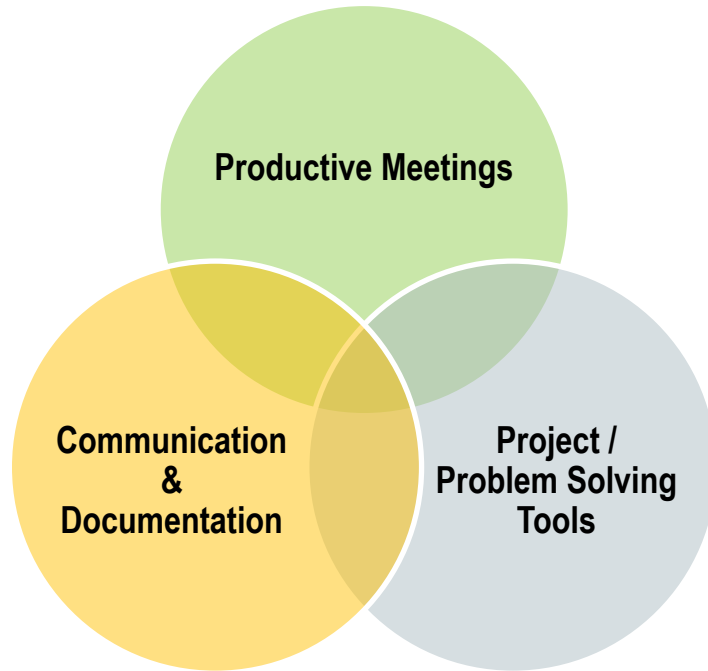 Productive Meetings
Communication
&
Documentation
Project /
Problem Solving
Tools